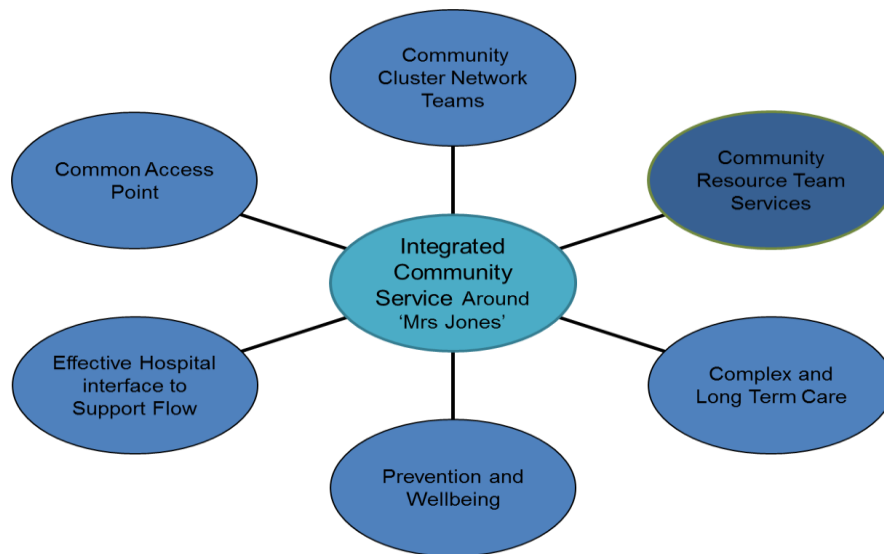 Community
Cluster Network
Teams
Common Access
Point
Community
Resource Team
Services
Integrated
Community
Service Around
‘Mrs Jones’
Effective Hospital
interface to
Support Flow
Complex and
Long Term Care
Prevention and
Wellbeing